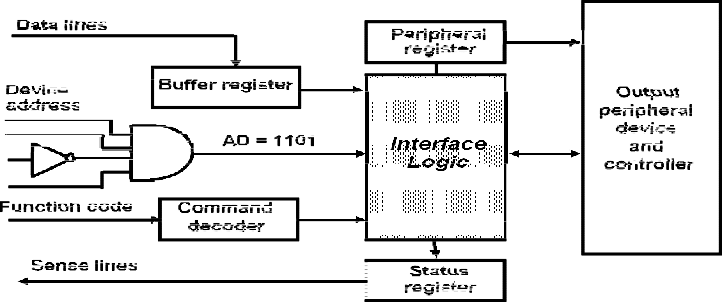 Data lines
Peripheral
register
Buffer register
Device
address
AD = 1101
Interface
Logic
Output
peripheral
device
and
controller
Function code
Command
decoder
Sense lines
Status
register